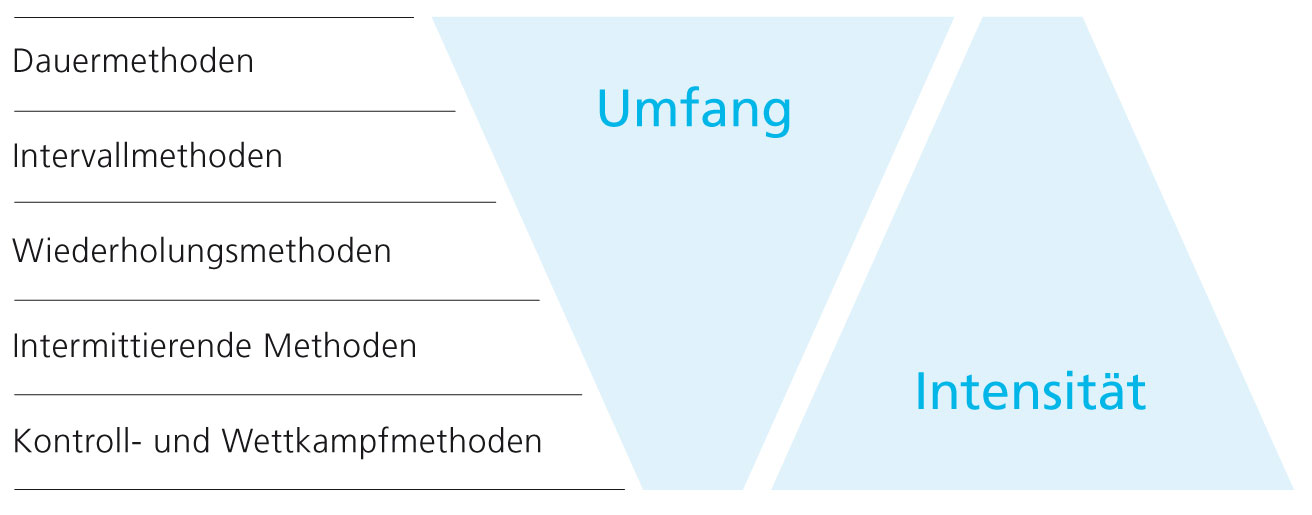 Dauermethoden
Umfang
Intervallmethoden
Wiederholungsmethoden
Intermittierende Methoden
Intensität
Kontroll- und Wettkampfmethoden